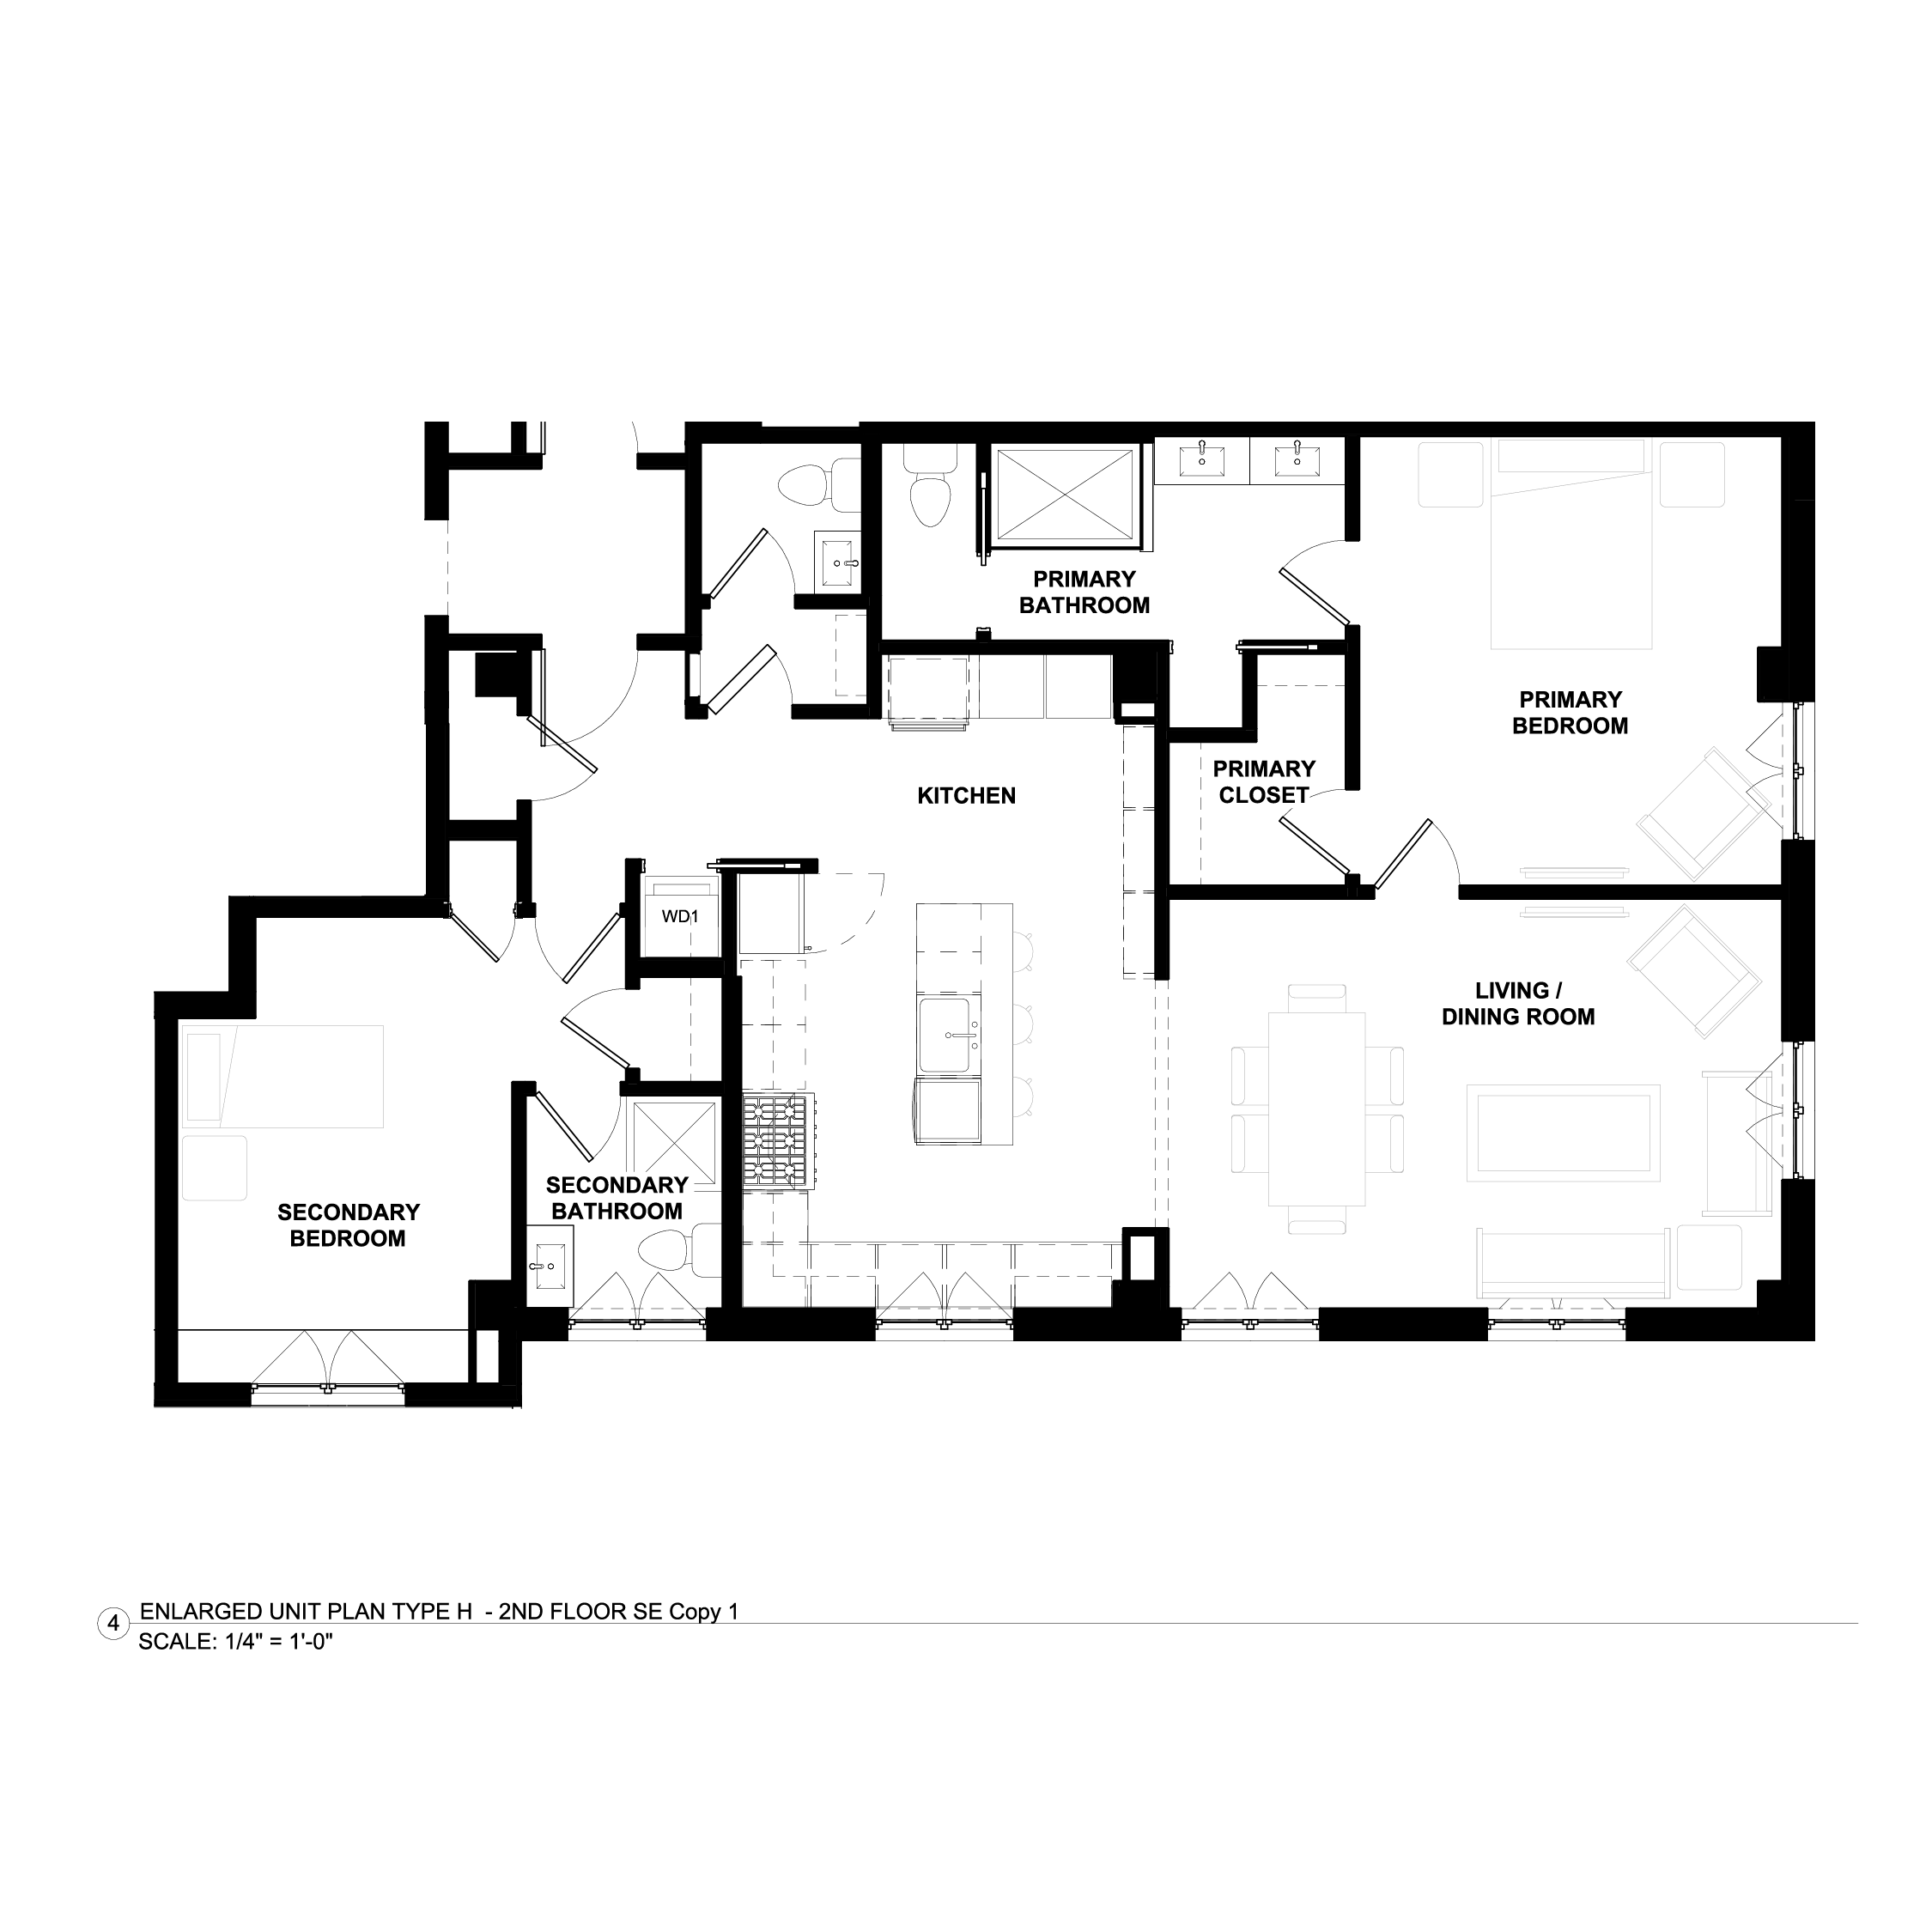 PRIMARY
BATHROOM
PRIMARY
BEDROOM
PRIMARY
CLOSET
KITCHEN
WD1
LIVING /
DINING ROOM
SECONDARY
BATHROOM
SECONDARY
BEDROOM
4
ENLARGED UNIT PLAN TYPE H - 2ND FLOOR SE Copy 1
SCALE: 1/4" = 1'-0"